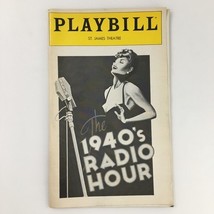 PLAYBILL
ST. JAMES THEATRE
The
1940's
RADIO
HOUR